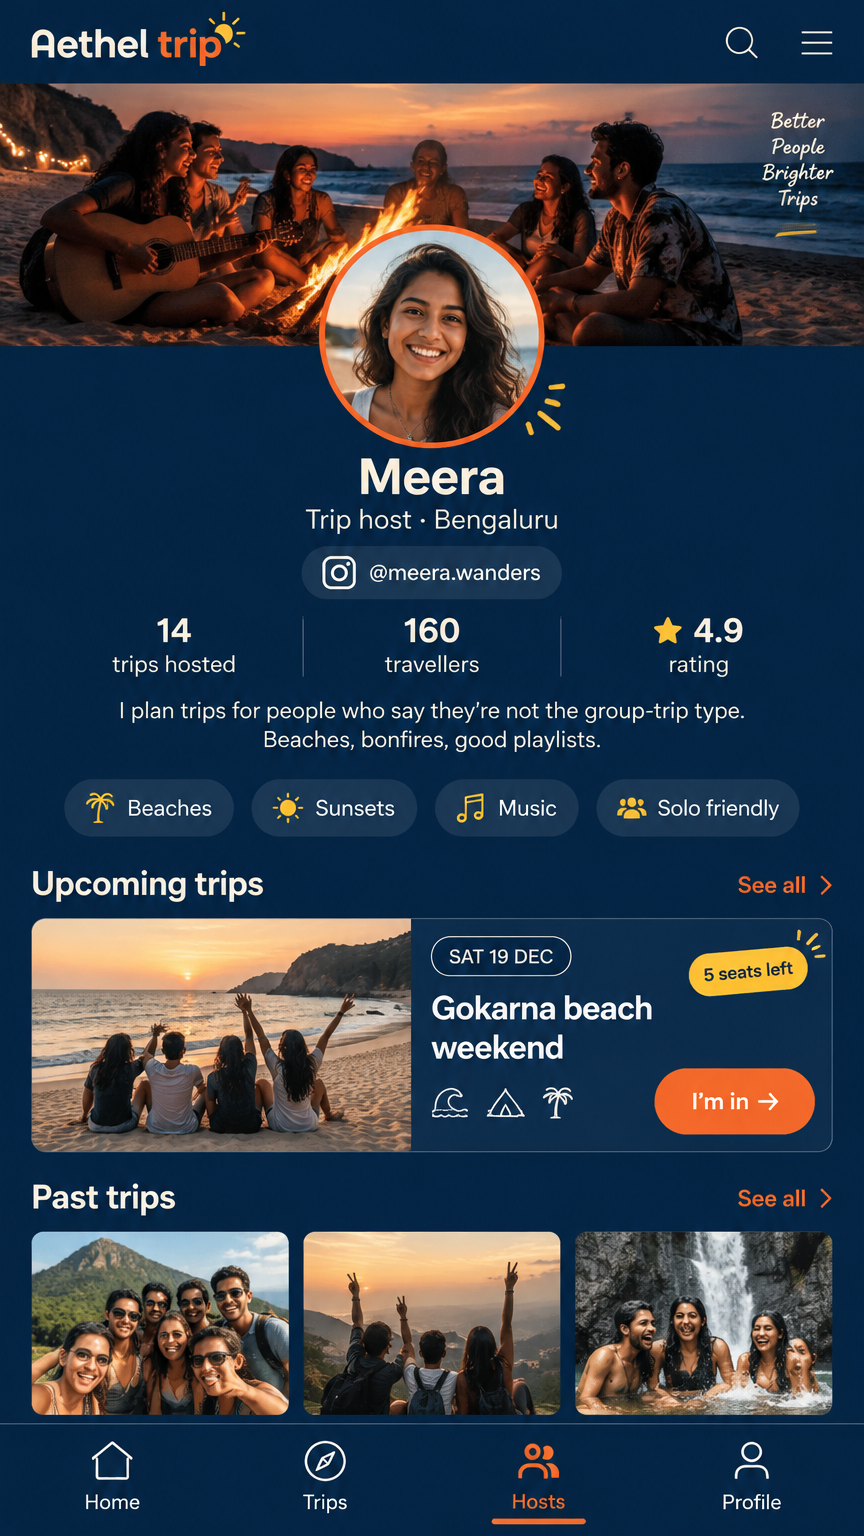 Aethel trip
Better
People
Brighter
Trips
Meera
Trip host · Bengaluru
@meera.wanders
14
trips hosted
160
travellers
4.9
rating
I plan trips for people who say they're not the group-trip type.
Beaches, bonfires, good playlists.
Beaches
Sunsets
Music
Solo friendly
Upcoming trips
See all
SAT 19 DEC
5 seats left
Gokarna beach
weekend
I'm in →
Past trips
See all
Home
Trips
Hosts
Profile